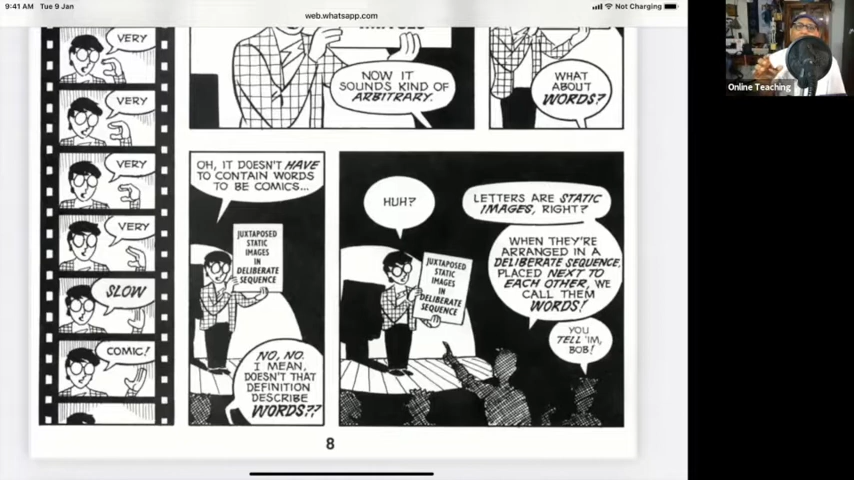 9:41 AM Tue 9 Jan
web.whatsapp.com
Not Charging
Online Teaching
VERY
VERY
VERY
VERY
SLOW
COMIC!
NOW IT
SOUNDS KIND OF
ARBITRARY.
WHAT
ABOUT
WORDS?
OH, IT DOESN'T HAVE
TO CONTAIN WORDS
TO BE COMICS...
JUXTAPOSED
STATIC
IMAGES
IN
DELIBERATE
SEQUENCE
NO, NO.
I MEAN,
DOESN'T THAT
DEFINITION
DESCRIBE
WORDS??
HUH?
JUXTAPOSED
STATIC
IMAGES
IN
DELIBERATE
SEQUENCE
LETTERS ARE STATIC
IMAGES, RIGHT?
WHEN THEY'RE
ARRANGED IN A
DELIBERATE SEQUENCE,
PLACED NEXT TO
EACH OTHER, WE
CALL THEM
WORDS!
YOU
TELL 'IM,
BOB!
8